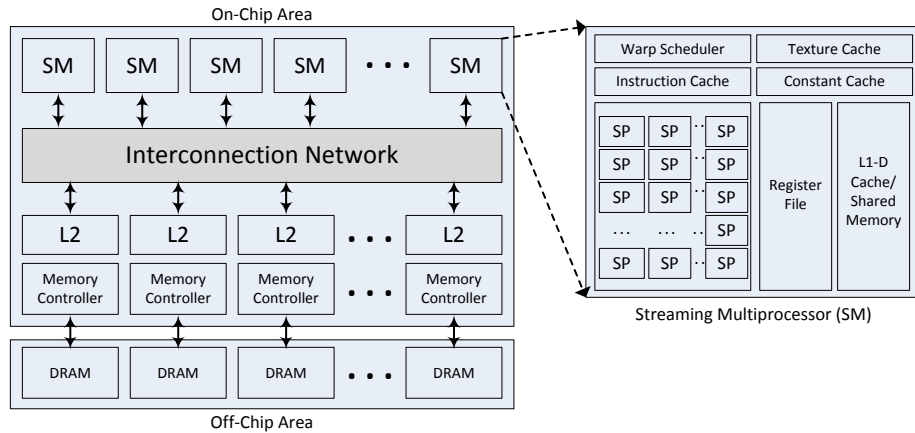 On-Chip Area
SM SM SM SM • • • SM
Interconnection Network
L2 L2 L2 • • • L2
Memory Controller Memory Controller Memory Controller • • • Memory Controller
DRAM DRAM DRAM • • • DRAM
Off-Chip Area
Warp Scheduler Texture Cache
Instruction Cache Constant Cache
SP SP ·· SP
SP SP ·· SP
SP SP ·· SP
... ... ·· SP
SP SP ·· SP
Register
File
L1-D
Cache/
Shared
Memory
Streaming Multiprocessor (SM)